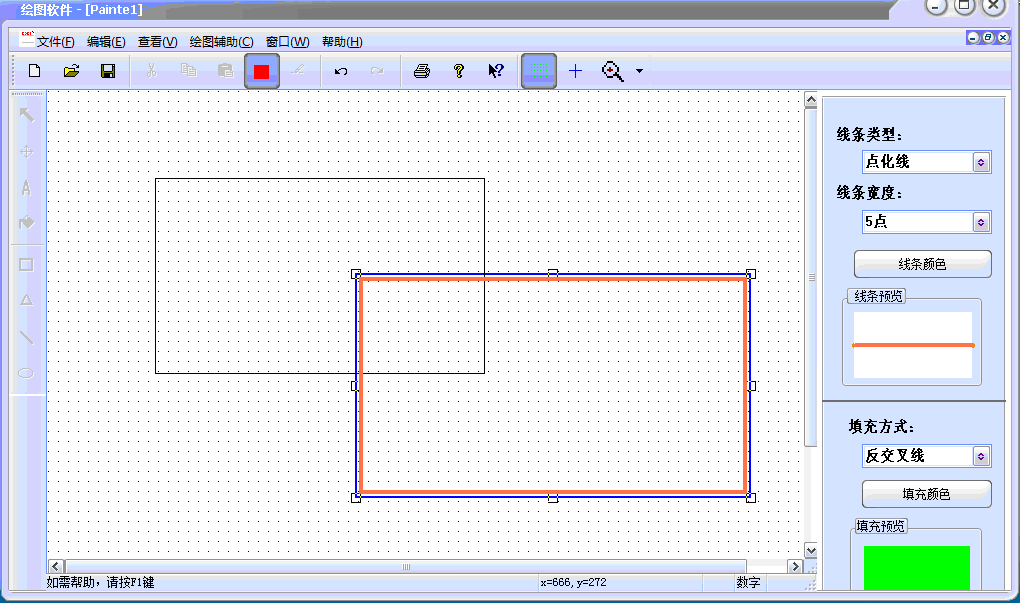 绘图软件 - [Painte1]
文件(F) 编辑(E) 查看(V) 绘图辅助(C) 窗口(W) 帮助(H)
线条类型：
点化线
线条宽度：
5点
线条颜色
线条预览
填充方式：
反交叉线
填充颜色
填充预览
如需帮助，请按F1键 x=666, y=272 数字